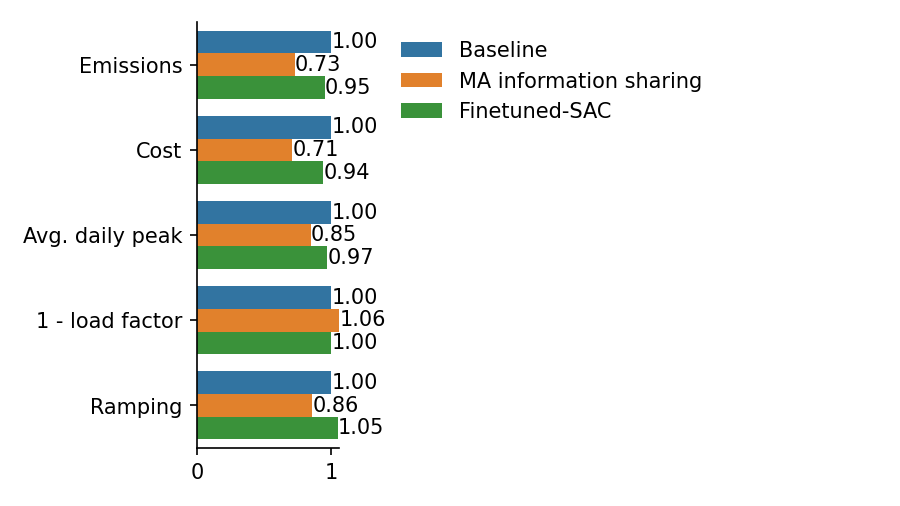 Emissions
1.00
0.73
0.95
Cost
1.00
0.71
0.94
Avg. daily peak
1.00
0.85
0.97
1 - load factor
1.00
1.06
1.00
Ramping
1.00
0.86
1.05
0 1
Baseline
MA information sharing
Finetuned-SAC